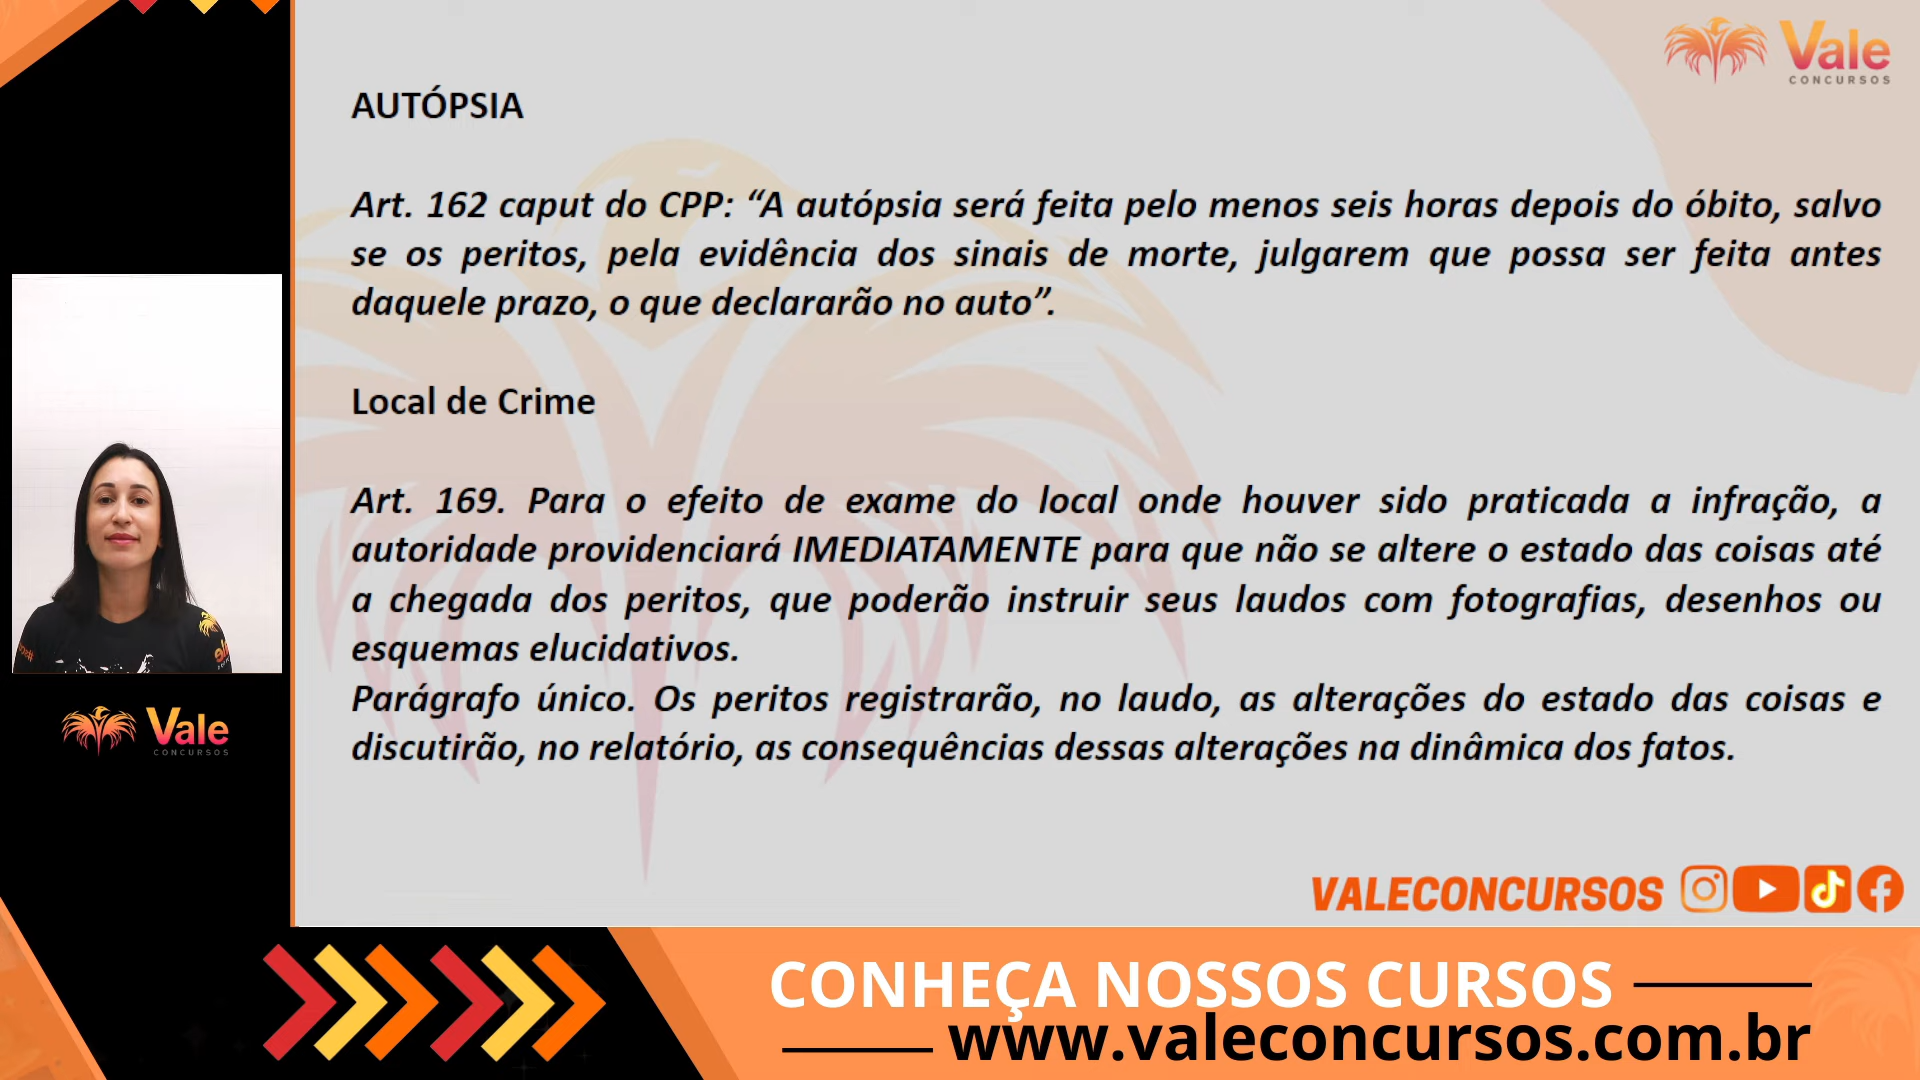 Vale
CONCURSOS
AUTÓPSIA
Art. 162 caput do CPP: “A autópsia será feita pelo menos seis horas depois do óbito, salvo
se os peritos, pela evidência dos sinais de morte, julgarem que possa ser feita antes
daquele prazo, o que declararão no auto”.
Local de Crime
Art. 169. Para o efeito de exame do local onde houver sido praticada a infração, a
autoridade providenciará IMEDIATAMENTE para que não se altere o estado das coisas até
a chegada dos peritos, que poderão instruir seus laudos com fotografias, desenhos ou
esquemas elucidativos.
Parágrafo único. Os peritos registrarão, no laudo, as alterações do estado das coisas e
discutirão, no relatório, as consequências dessas alterações na dinâmica dos fatos.
Vale
CONCURSOS
VALECONCURSOS
CONHEÇA NOSSOS CURSOS
www.valeconcursos.com.br